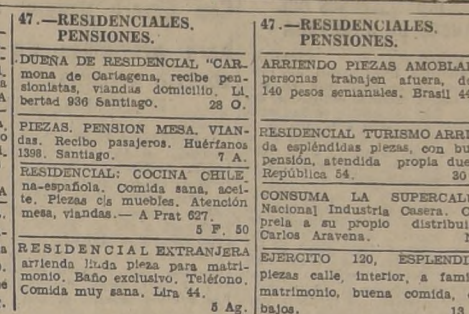 47.—RESIDENCIALES,
PENSIONES.
DUEÑA DE RESIDENCIAL "CAR-
mona de Cartagena, recibe pen-
sionistas, viandas domicilio. Li
bertad 936 Santiago. 28 O.
PIEZAS. PENSION MESA, VIAN-
das. Recibo pasajeros. Huérfanos
1398. Santiago. 7 A.
RESIDENCIAL: COCINA CHILE
na-española. Comida sana, acei-
te. Piezas c|s muebles. Atención
mesa, viandas.— A Prat 627.
5 F. 50
RESIDENCIAL EXTRANJERA
arrienda linda pieza para matri-
monio. Baño exclusivo. Teléfono.
Comida muy sana. Lira 44.
5 Ag.
47.—RESIDENCIALES,
PENSIONES.
ARRIENDO PIEZAS AMOBLA
personas trabajen afuera, d
140 pesos semanales. Brasil 44
RESIDENCIAL TURISMO ARRI
da espléndidas piezas, con bu
pensión, atendida propia due
República 54. 30
CONSUMA LA SUPERCAL
Nacional Industria Casera. C
prela a su propio distribui
Carlos Aravena.
EJERCITO 120, ESPLENDI
piezas calle, interior, a fami
matrimonio, buena comida,
bajos. 13